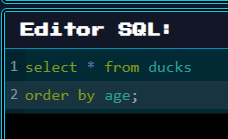 Editor SQL:
1 select * from ducks
2 order by age;